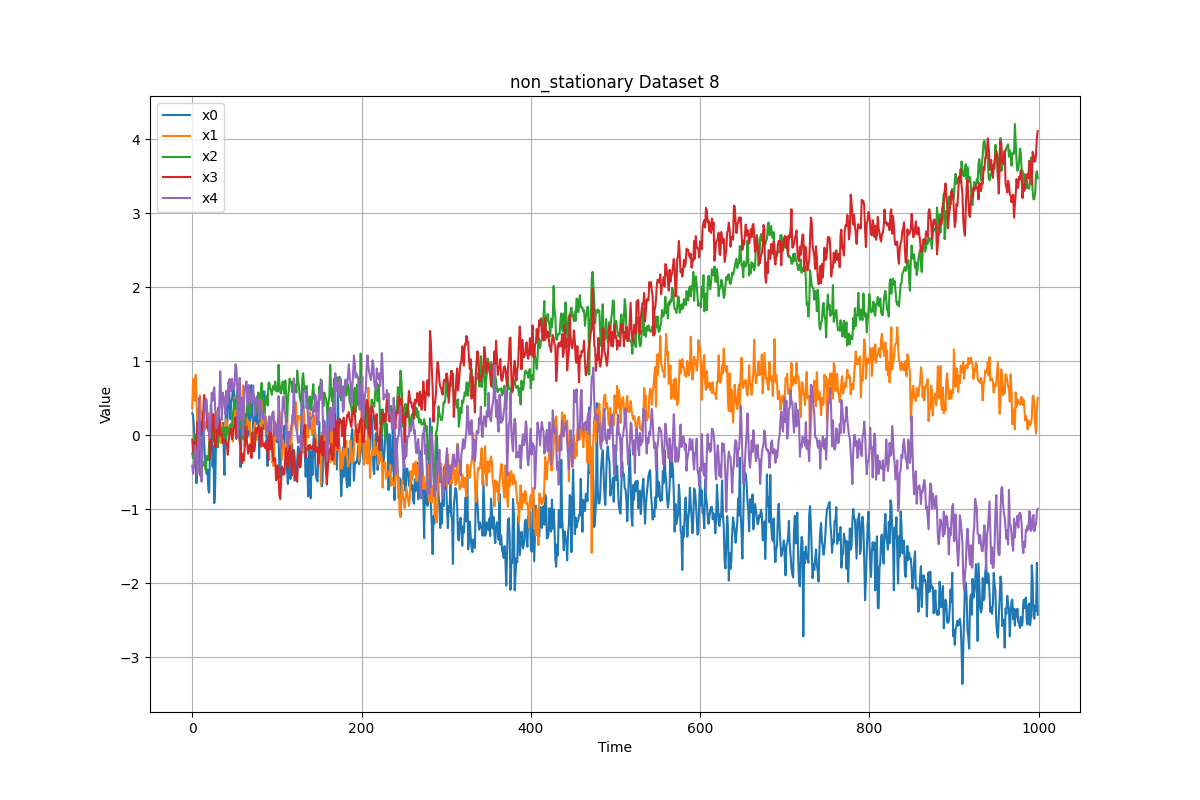 non_stationary Dataset 8
x0
x1
x2
x3
x4
4
3
2
1
0
−1
−2
−3
Value
0 200 400 600 800 1000
Time